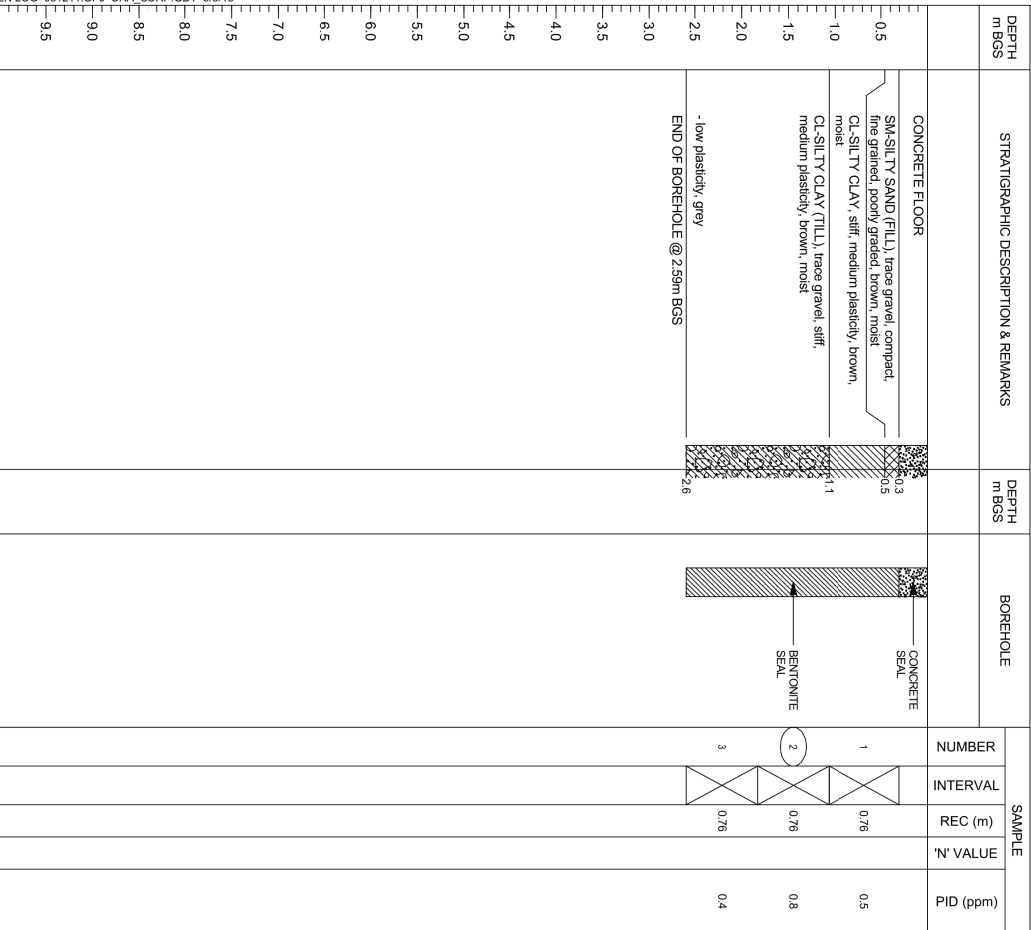 DEPTH
m BGS
STRATIGRAPHIC DESCRIPTION & REMARKS
DEPTH
m BGS
BOREHOLE
SAMPLE
NUMBER
INTERVAL
REC (m)
'N' VALUE
PID (ppm)
CONCRETE FLOOR
SM-SILTY SAND (FILL), trace gravel, compact,
fine grained, poorly graded, brown, moist
CL-SILTY CLAY, stiff, medium plasticity, brown,
moist
CL-SILTY CLAY (TILL), trace gravel, stiff,
medium plasticity, brown, moist
- low plasticity, grey
END OF BOREHOLE @ 2.59m BGS
0.3
0.5
1.1
2.6
CONCRETE
SEAL
BENTONITE
SEAL
1
0.76
0.5
2
0.76
0.8
3
0.76
0.4
0.5
1.0
1.5
2.0
2.5
3.0
3.5
4.0
4.5
5.0
5.5
6.0
6.5
7.0
7.5
8.0
8.5
9.0
9.5